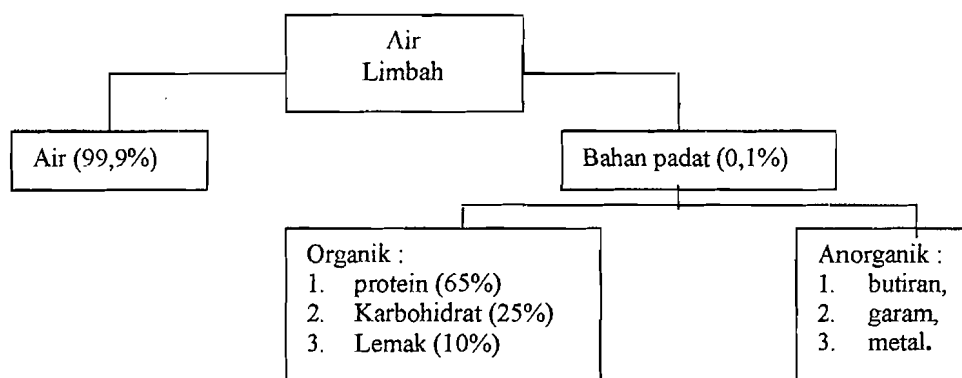 Air
Limbah
Air (99,9%)
Bahan padat (0,1%)
Organik :
1. protein (65%)
2. Karbohidrat (25%)
3. Lemak (10%)
Anorganik :
1. butiran,
2. garam,
3. metal.